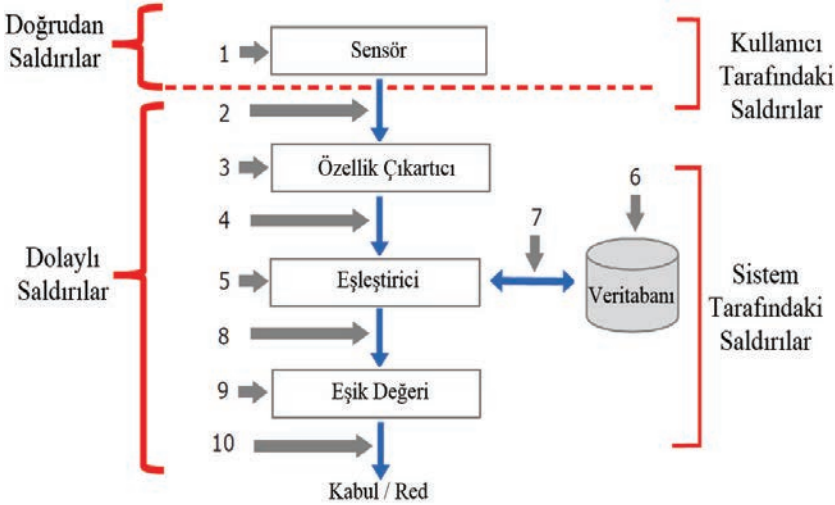 Doğrudan
Saldırılar
1
Sensör
Kullanıcı
Tarafındaki
Saldırılar
2
3
Özellik Çıkartıcı
4
Dolaylı
Saldırılar
5
Eşleştirici
7
6
Veritabanı
Sistem
Tarafındaki
Saldırılar
8
9
Eşik Değeri
10
Kabul / Red